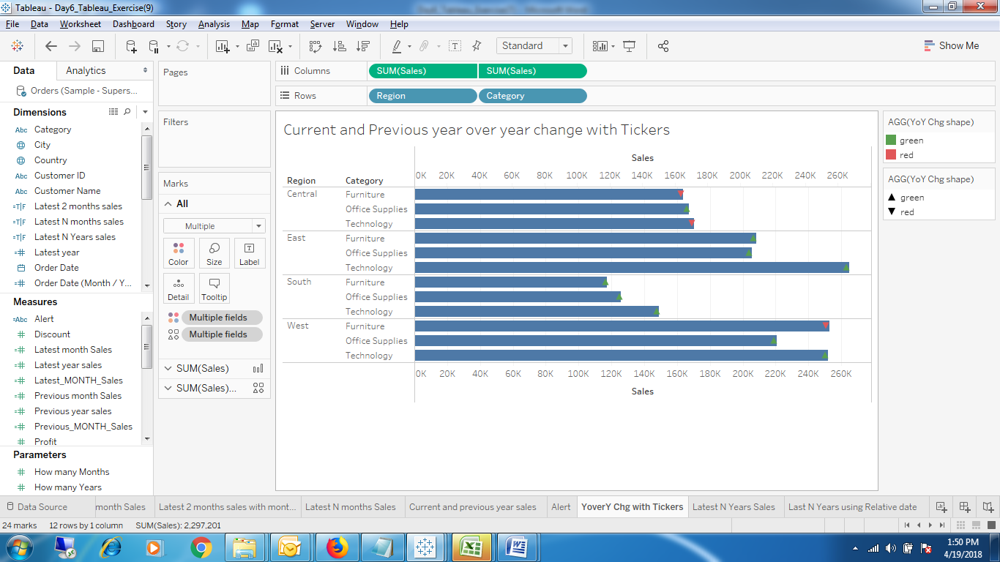 Tableau - Day6_Tableau_Exercise(9)
File Data Worksheet Dashboard Story Analysis Map Format Server Window Help
Standard
Show Me
Data Analytics
Orders (Sample - Supers...
Dimensions
Abc Category
City
Country
Abc Customer ID
Abc Customer Name
=T|F Latest 2 months sales
=T|F Latest N months sales
=T|F Latest N Years sales
=# Latest year
Order Date
=# Order Date (Month / Y...
Measures
=Abc Alert
# Discount
=# Latest month Sales
=# Latest year sales
=# Latest_MONTH_Sales
=# Previous month Sales
=# Previous year sales
=# Previous_MONTH_Sales
# Profit
Parameters
# How many Months
# How many Years
Pages
Filters
Marks
All
Multiple
Color Size Label
Detail Tooltip
Multiple fields
Multiple fields
SUM(Sales)
SUM(Sales)...
Columns SUM(Sales) SUM(Sales)
Rows Region Category
Current and Previous year over year change with Tickers
Sales
0K 20K 40K 60K 80K 100K 120K 140K 160K 180K 200K 220K 240K 260K
Region Category
Central Furniture
Office Supplies
Technology
East Furniture
Office Supplies
Technology
South Furniture
Office Supplies
Technology
West Furniture
Office Supplies
Technology
0K 20K 40K 60K 80K 100K 120K 140K 160K 180K 200K 220K 240K 260K
Sales
AGG(YoY Chg shape)
green
red
AGG(YoY Chg shape)
green
red
Data Source month Sales Latest 2 months sales with mont... Latest N months Sales Current and previous year sales Alert YoverY Chg with Tickers Latest N Years Sales Last N Years using Relative date
24 marks 12 rows by 1 column SUM(Sales): 2,297,201
1:50 PM
4/19/2018